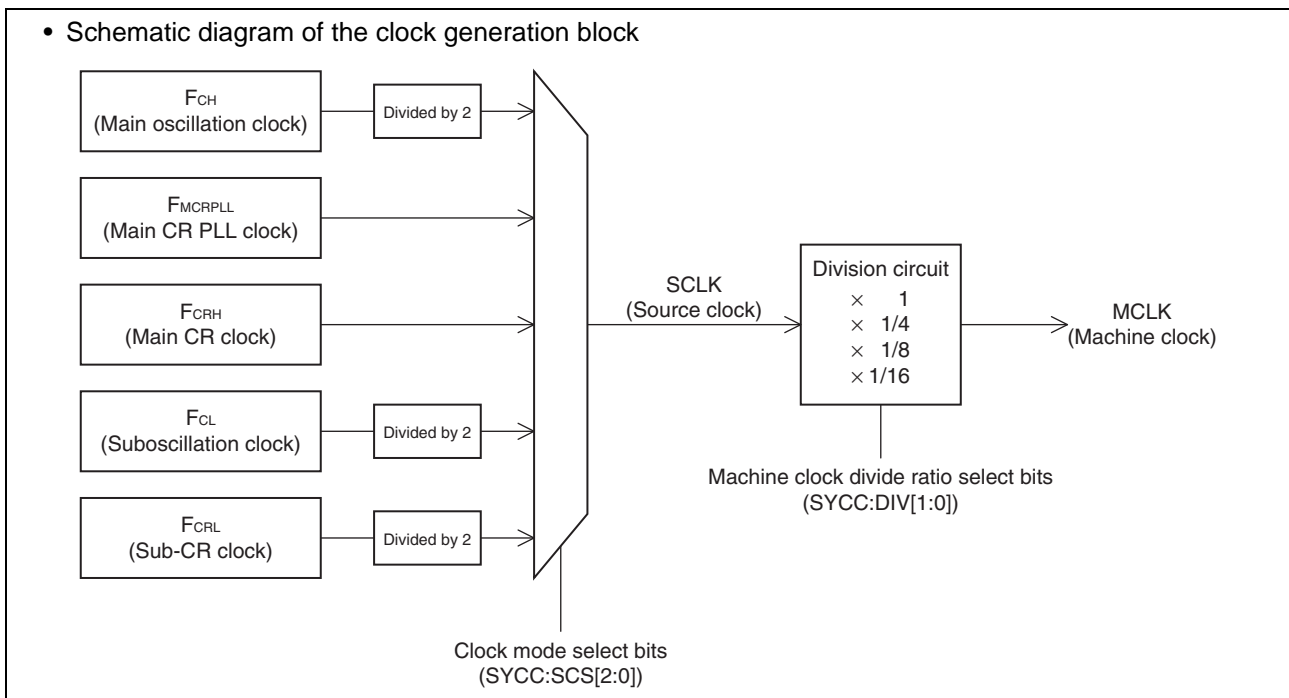 • Schematic diagram of the clock generation block
FCH
(Main oscillation clock)
Divided by 2
FMCRPLL
(Main CR PLL clock)
FCRH
(Main CR clock)
FCL
(Suboscillation clock)
Divided by 2
FCRL
(Sub-CR clock)
Divided by 2
SCLK
(Source clock)
Division circuit
× 1
× 1/4
× 1/8
× 1/16
MCLK
(Machine clock)
Machine clock divide ratio select bits
(SYCC:DIV[1:0])
Clock mode select bits
(SYCC:SCS[2:0])